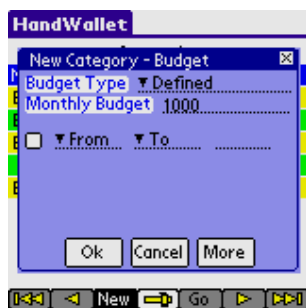 HandWallet
New Category - Budget
Budget Type Defined
Monthly Budget 1000
From To
Ok Cancel More
New Go